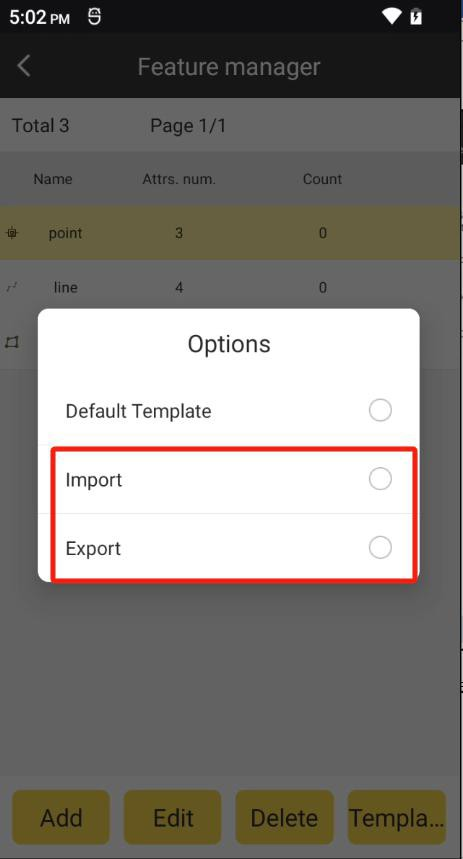 5:02 PM
Feature manager
Total 3 Page 1/1
Name Attrs. num. Count
point 3 0
line 4 0
Options
Default Template
Import
Export
Add Edit Delete Templa...